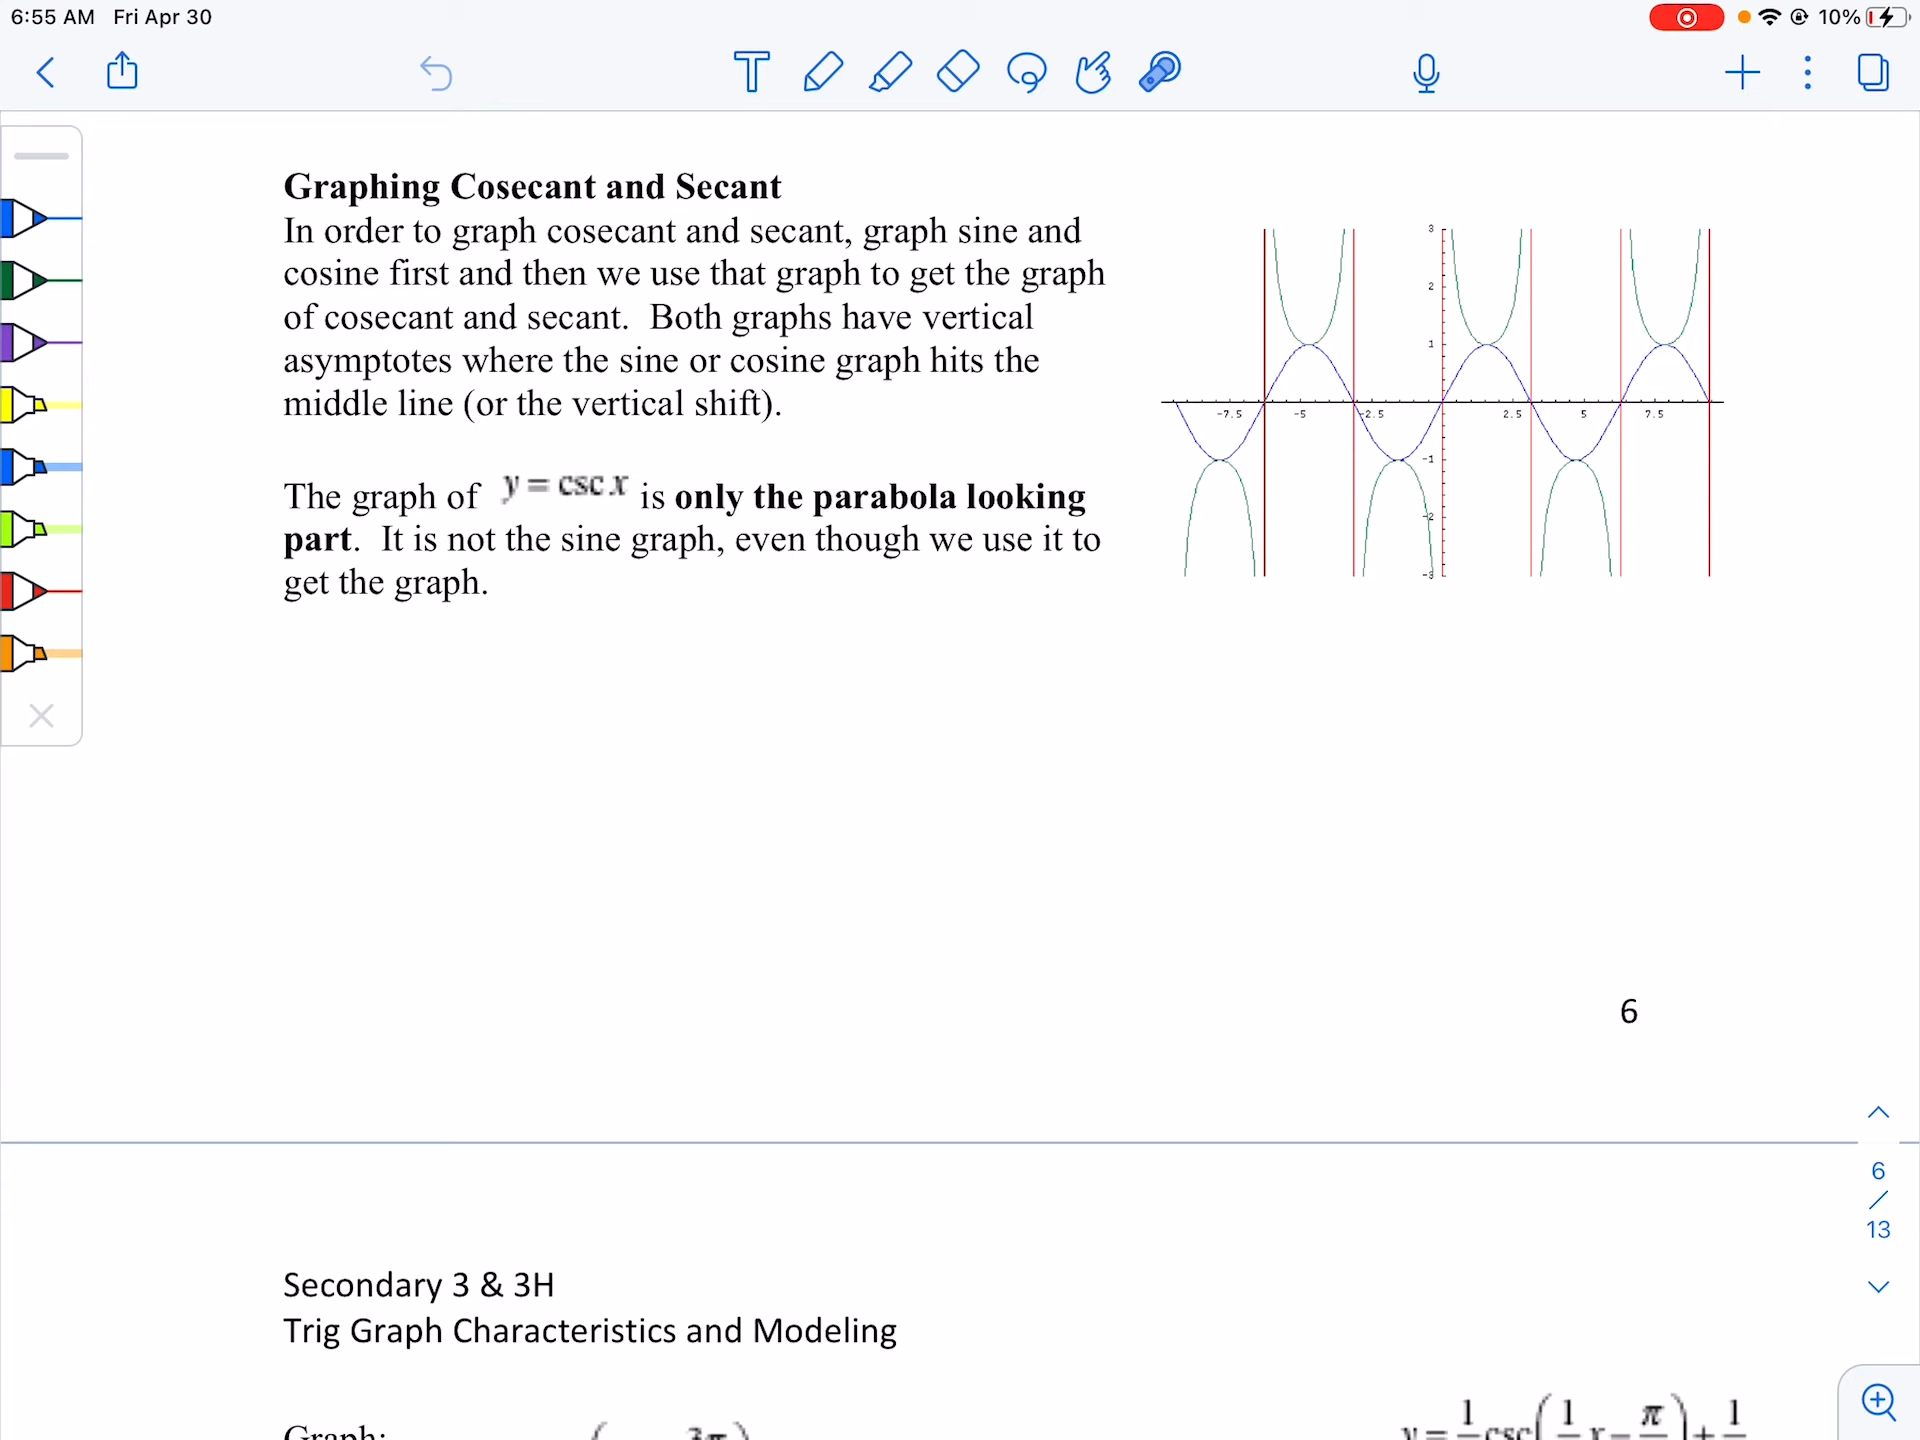 6:55 AM Fri Apr 30
10%
Graphing Cosecant and Secant
In order to graph cosecant and secant, graph sine and
cosine first and then we use that graph to get the graph
of cosecant and secant. Both graphs have vertical
asymptotes where the sine or cosine graph hits the
middle line (or the vertical shift).
The graph of y = csc x is only the parabola looking
part. It is not the sine graph, even though we use it to
get the graph.
3
2
1
-7.5 -5 -2.5 2.5 5 7.5
-1
-2
-3
6
6
/
13
Secondary 3 & 3H
Trig Graph Characteristics and Modeling
Graph: